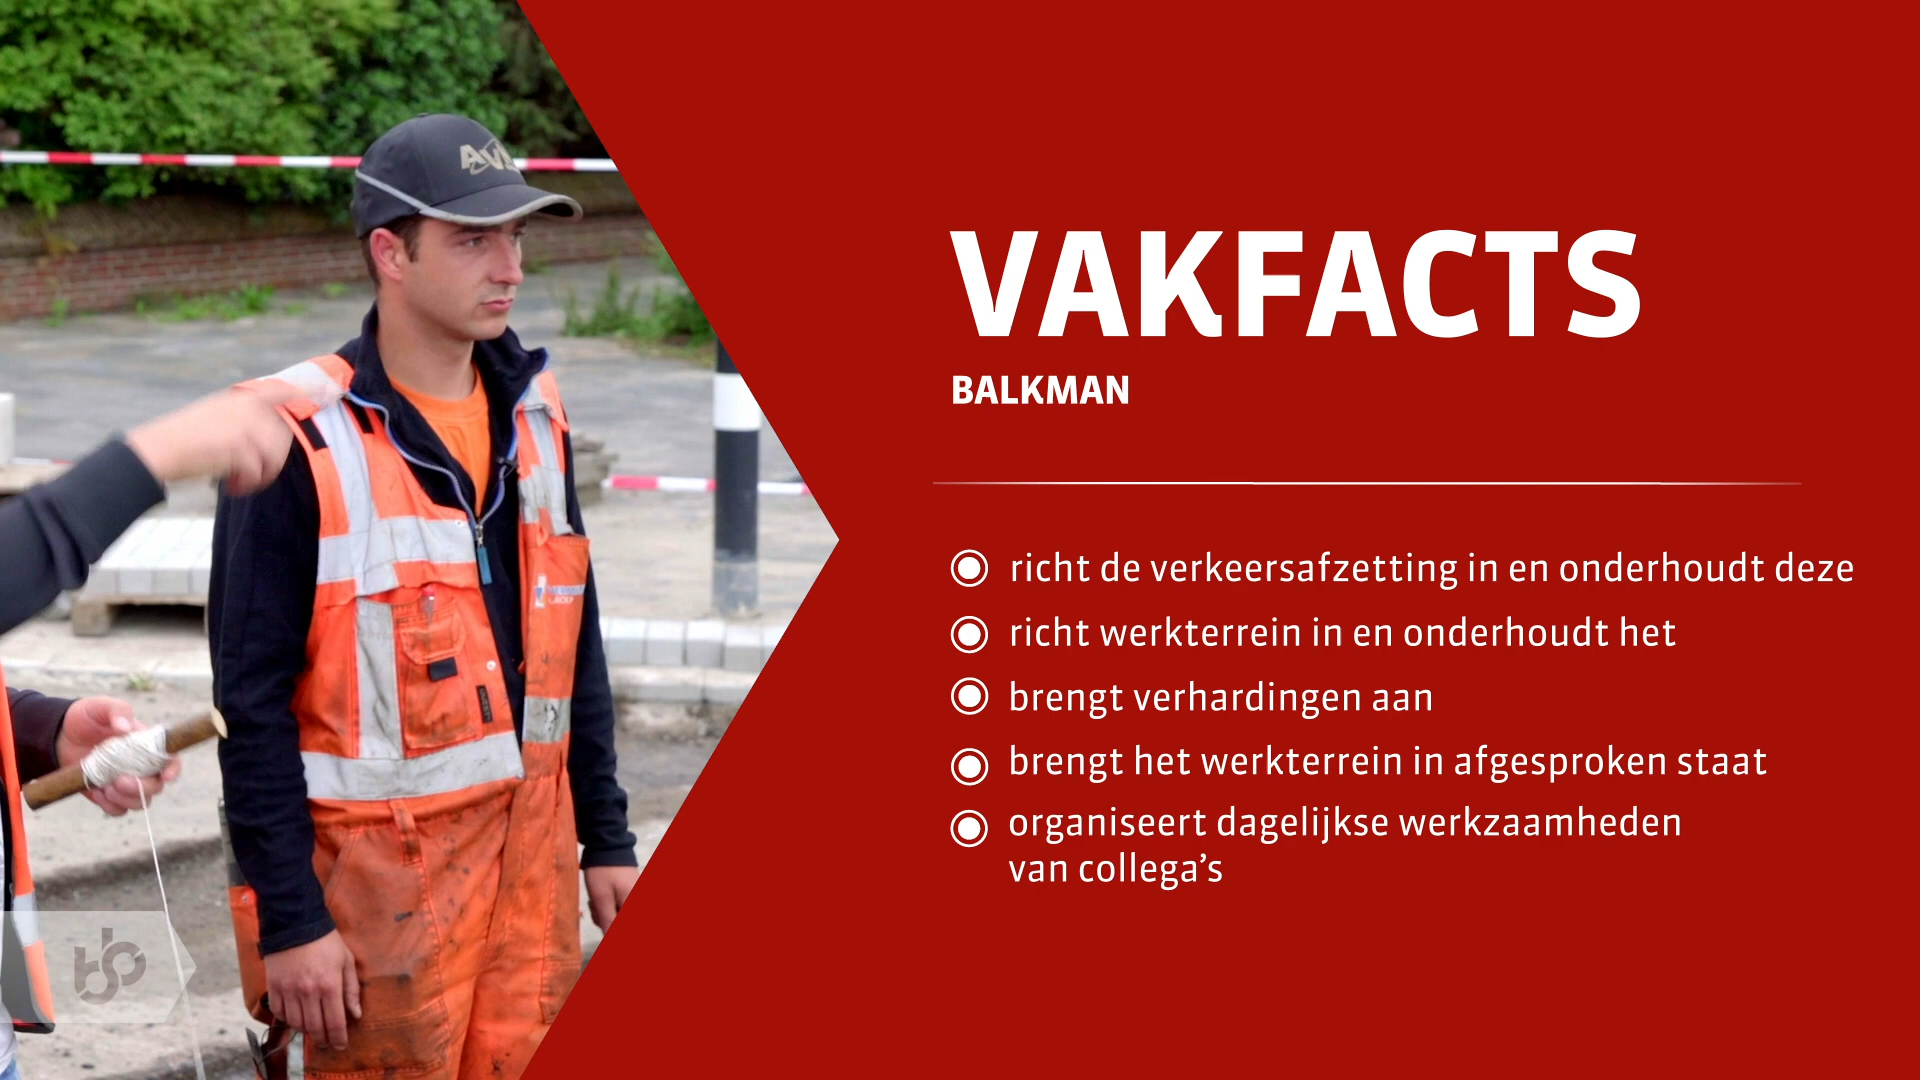 VAKFACTS
BALKMAN
richt de verkeersafzetting in en onderhoudt deze
richt werkterrein in en onderhoudt het
brengt verhardingen aan
brengt het werkterrein in afgesproken staat
organiseert dagelijkse werkzaamheden
van collega’s